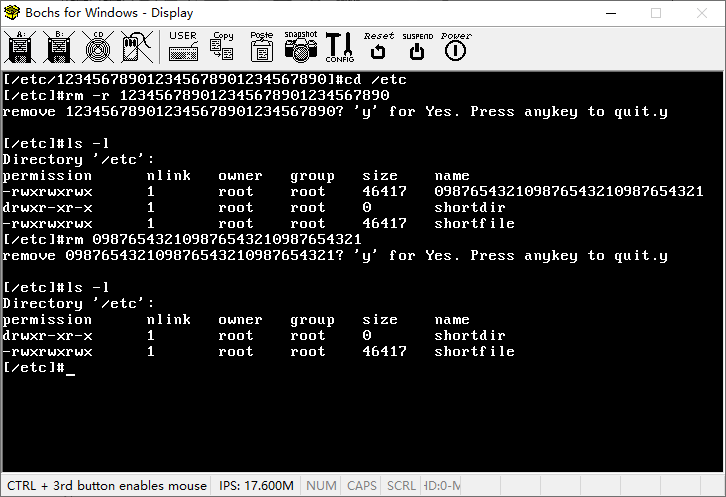 Bochs for Windows - Display
A: B: CD USER Copy Poste snapshot CONFIG Reset SUSPEND Power
[/etc/123456789012345678901234567890]#cd /etc
[/etc]#rm -r 123456789012345678901234567890
remove 123456789012345678901234567890? 'y' for Yes. Press anykey to quit.y
[/etc]#ls -l
Directory '/etc':
permission nlink owner group size name
-rwxrwxrwx 1 root root 46417 098765432109876543210987654321
drwxr-xr-x 1 root root 0 shortdir
-rwxrwxrwx 1 root root 46417 shortfile
[/etc]#rm 098765432109876543210987654321
remove 098765432109876543210987654321? 'y' for Yes. Press anykey to quit.y
[/etc]#ls -l
Directory '/etc':
permission nlink owner group size name
drwxr-xr-x 1 root root 0 shortdir
-rwxrwxrwx 1 root root 46417 shortfile
[/etc]#_
CTRL + 3rd button enables mouse IPS: 17.600M NUM CAPS SCRL HD:0-M